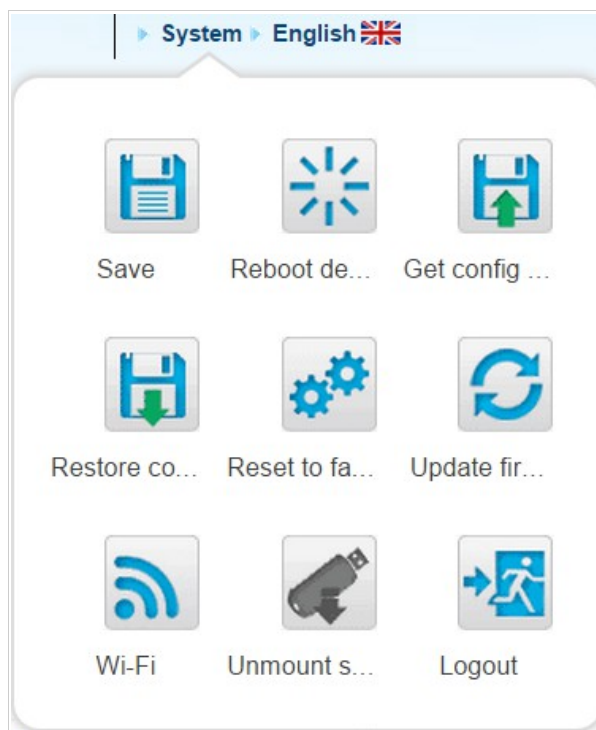 System English
Save Reboot de... Get config ...
Restore co... Reset to fa... Update fir...
Wi-Fi Unmount s... Logout